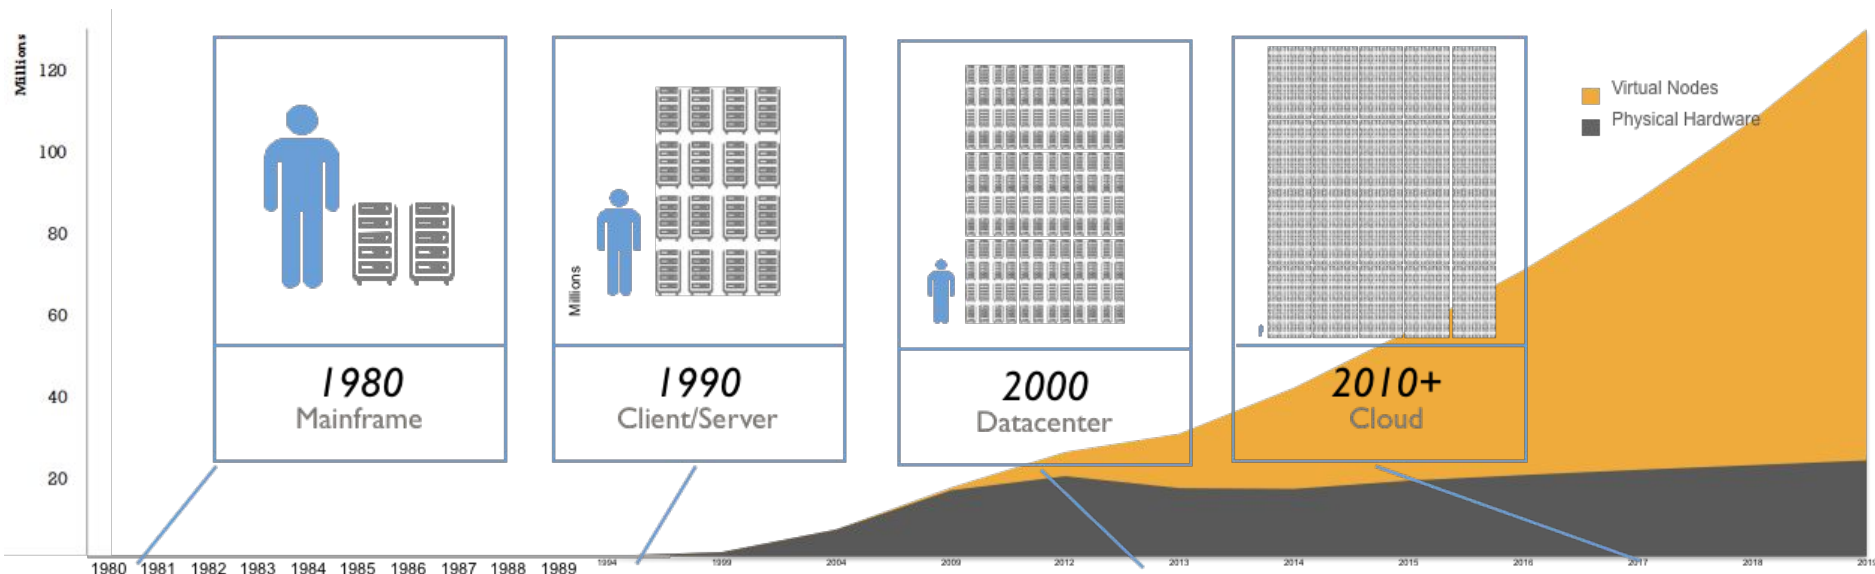 Millions
120
100
80
60
40
20
Millions
1980
Mainframe
1990
Client/Server
2000
Datacenter
2010+
Cloud
Virtual Nodes
Physical Hardware
1980 1981 1982 1983 1984 1985 1986 1987 1988 1989 1994 1999 2004 2009 2012 2013 2014 2015 2016 2017 2018